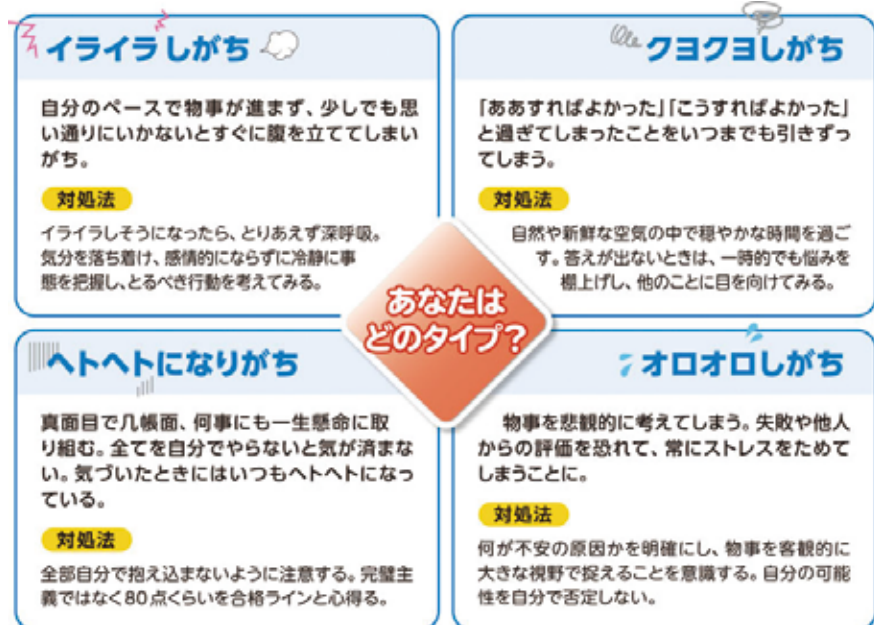 イライラしがち
自分のペースで物事が進まず、少しでも思
い通りにいかないとすぐに腹を立ててしまい
がち。
対処法
イライラしそうになったら、とりあえず深呼吸。
気分を落ち着け、感情的にならずに冷静に事
態を把握し、とるべき行動を考えてみる。
クヨクヨしがち
「ああすればよかった」「こうすればよかった」
と過ぎてしまったことをいつまでも引きずっ
てしまう。
対処法
自然や新鮮な空気の中で穏やかな時間を過ご
す。答えが出ないときは、一時的でも悩みを
棚上げし、他のことに目を向けてみる。
あなたは
どのタイプ？
ヘトヘトになりがち
真面目で几帳面、何事にも一生懸命に取
り組む。全てを自分でやらないと気が済まな
い。気づいたときにはいつもヘトヘトになっ
ている。
対処法
全部自分で抱え込まないように注意する。完璧主
義ではなく80点くらいを合格ラインと心得る。
オロオロしがち
物事を悲観的に考えてしまう。失敗や他人
からの評価を恐れて、常にストレスをためて
しまうことに。
対処法
何が不安の原因かを明確にし、物事を客観的に
大きな視野で捉えることを意識する。自分の可能
性を自分で否定しない。